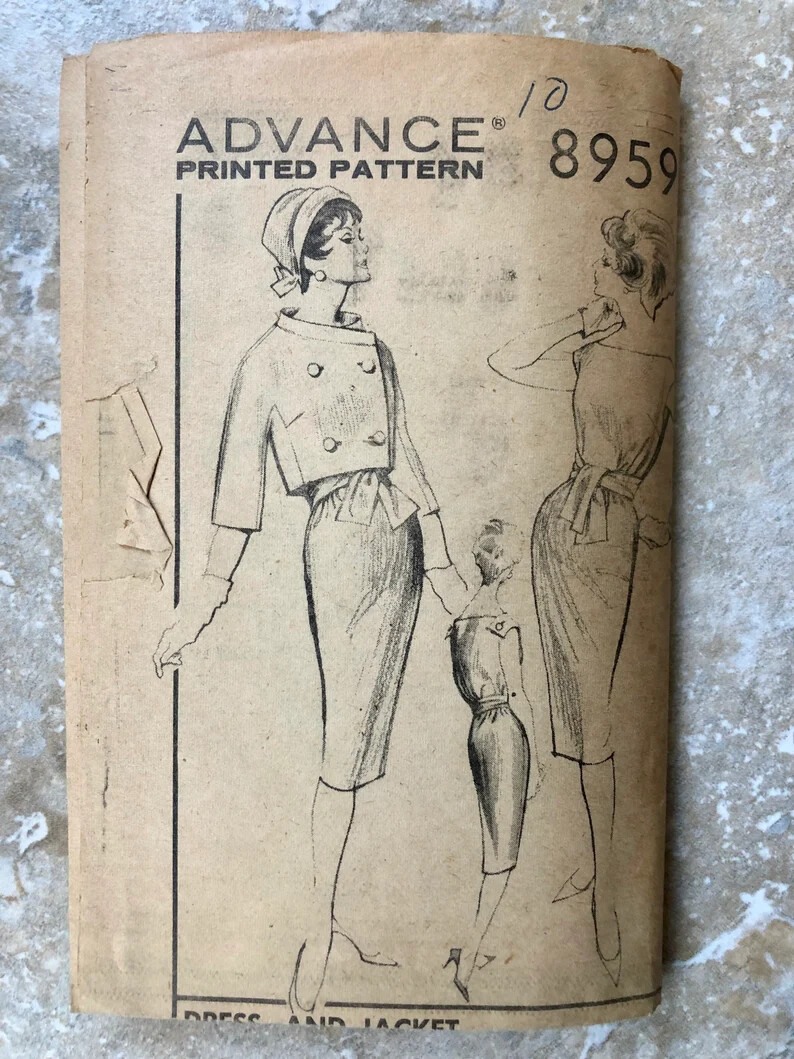 10
ADVANCE®
PRINTED PATTERN
8959
DRESS AND JACKET